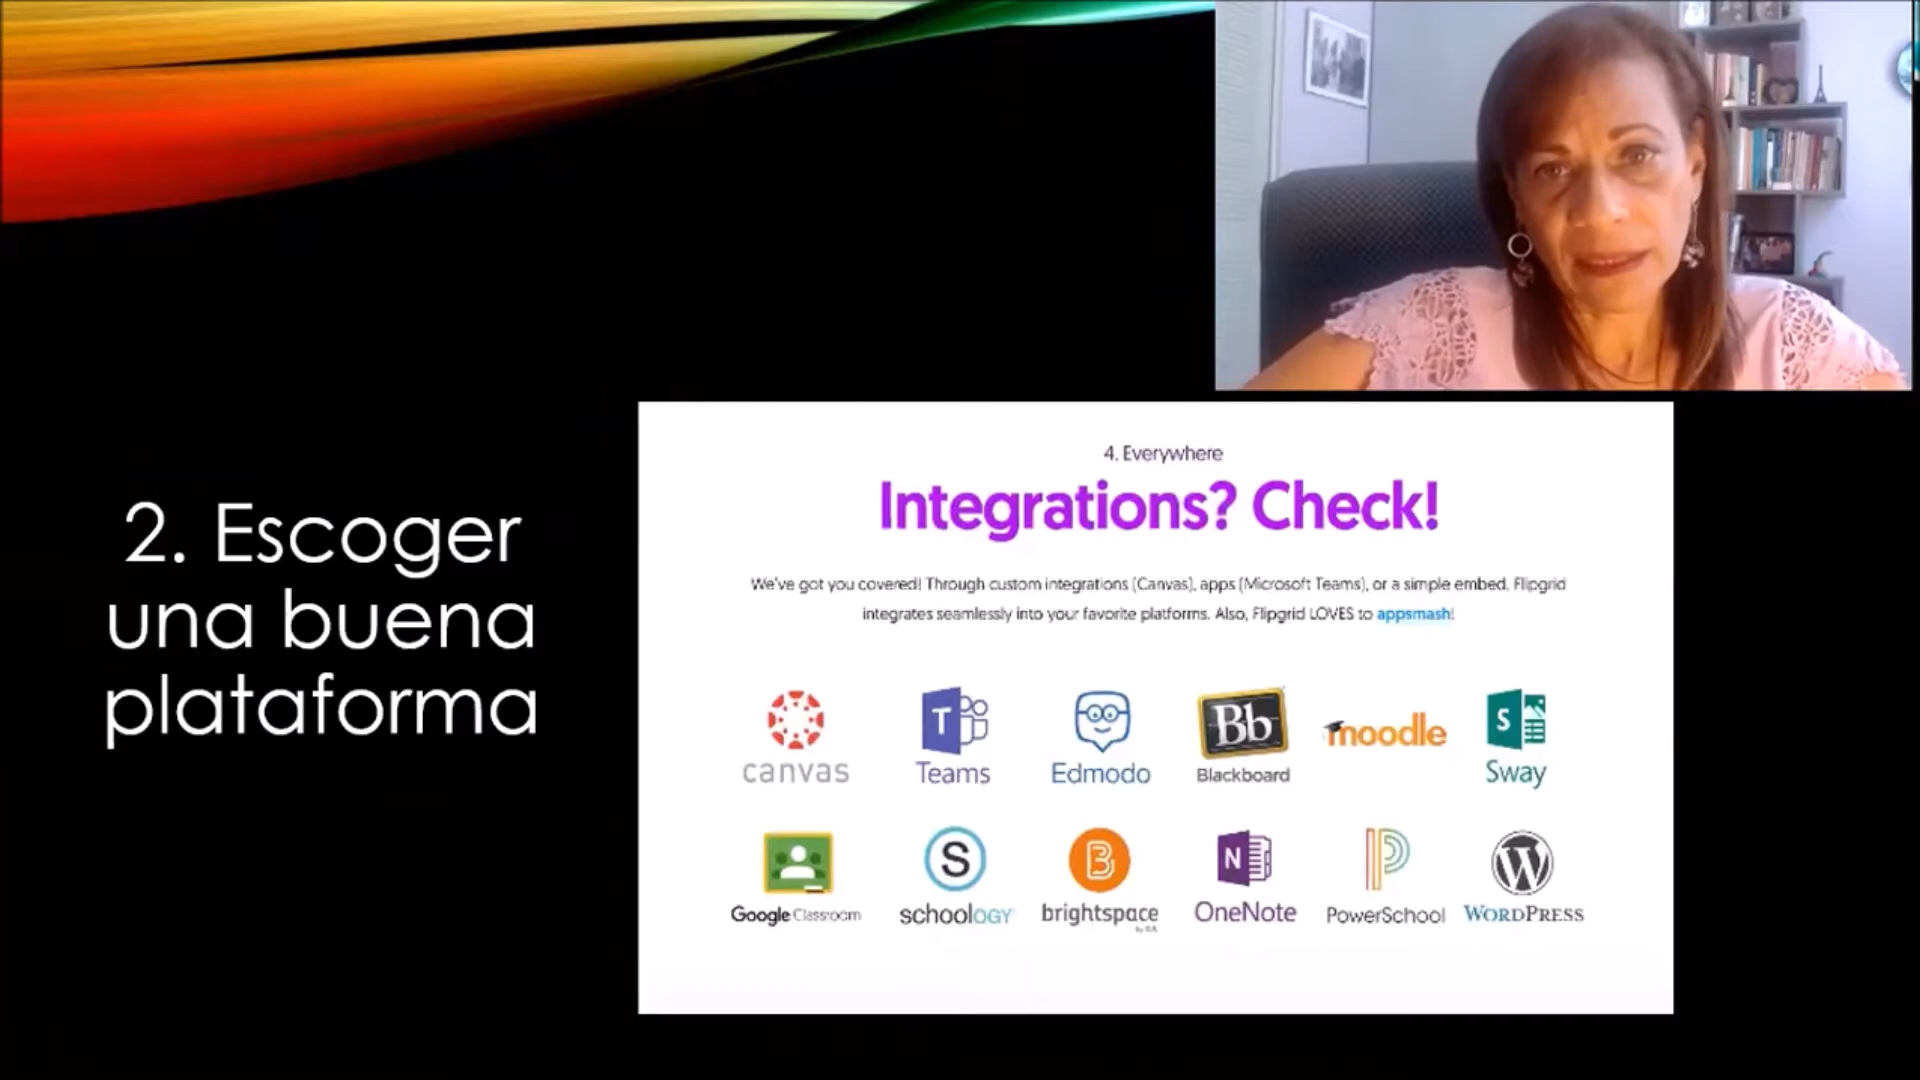 2. Escoger
una buena
plataforma
4. Everywhere
Integrations? Check!
We've got you covered! Through custom integrations (Canvas), apps (Microsoft Teams), or a simple embed, Flipgrid
integrates seamlessly into your favorite platforms. Also, Flipgrid LOVES to appsmash!
canvas
T
Teams
Edmodo
Bb
Blackboard
moodle
S
Sway
Google Classroom
S
schoology
B
brightspace
N
OneNote
P
PowerSchool
W
WORDPRESS